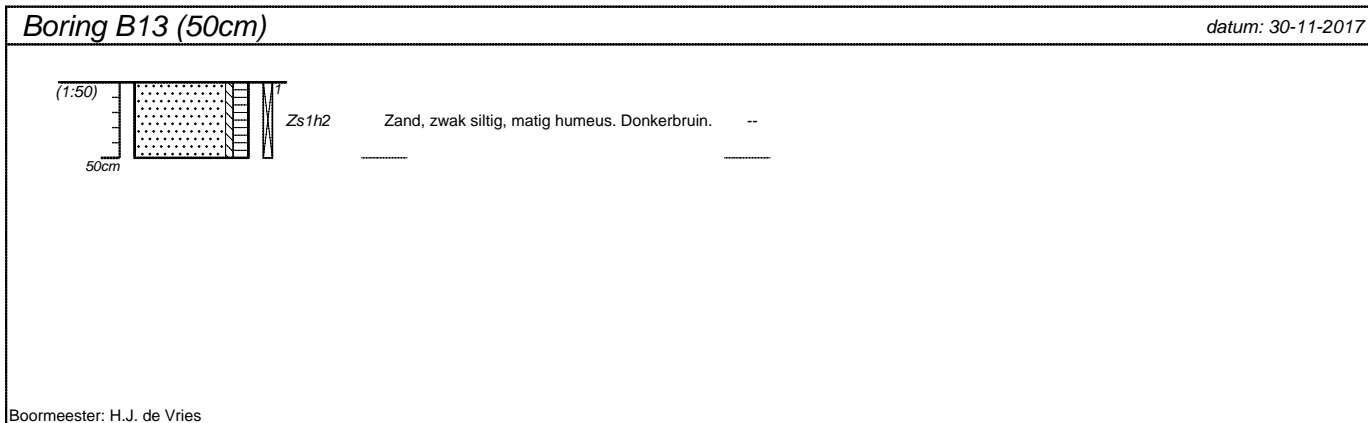 Boring B13 (50cm) datum: 30-11-2017
(1:50) 1
Zs1h2 Zand, zwak siltig, matig humeus. Donkerbruin. --
50cm
Boormeester: H.J. de Vries